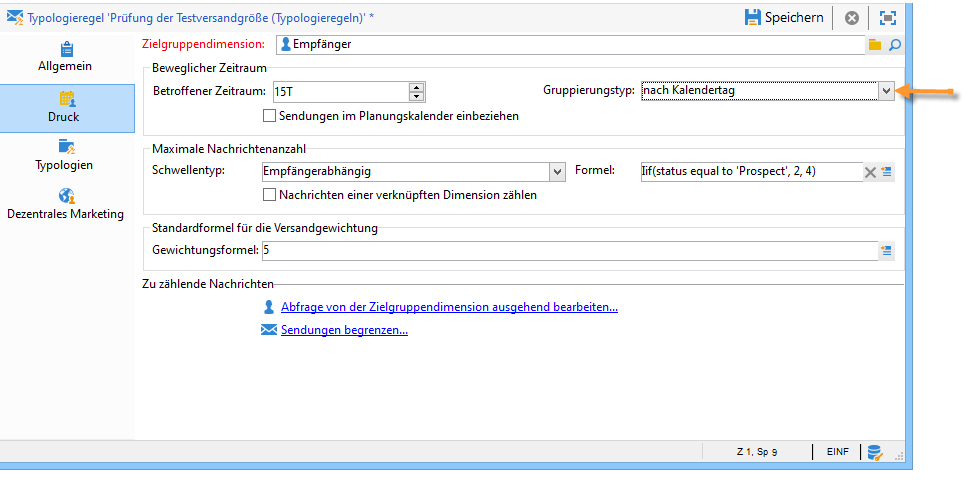 Typologieregel 'Prüfung der Testversandgröße (Typologieregeln)' *
Speichern
Allgemein
Druck
Typologien
Dezentrales Marketing
Zielgruppendimension: Empfänger
Beweglicher Zeitraum
Betroffener Zeitraum: 15T
Gruppierungstyp: nach Kalendertag
Sendungen im Planungskalender einbeziehen
Maximale Nachrichtenanzahl
Schwellentyp: Empfängerabhängig
Formel: Iif(status equal to 'Prospect', 2, 4)
Nachrichten einer verknüpften Dimension zählen
Standardformel für die Versandgewichtung
Gewichtungsformel: 5
Zu zählende Nachrichten
Abfrage von der Zielgruppendimension ausgehend bearbeiten...
Sendungen begrenzen...
Z 1, Sp 9
EINF